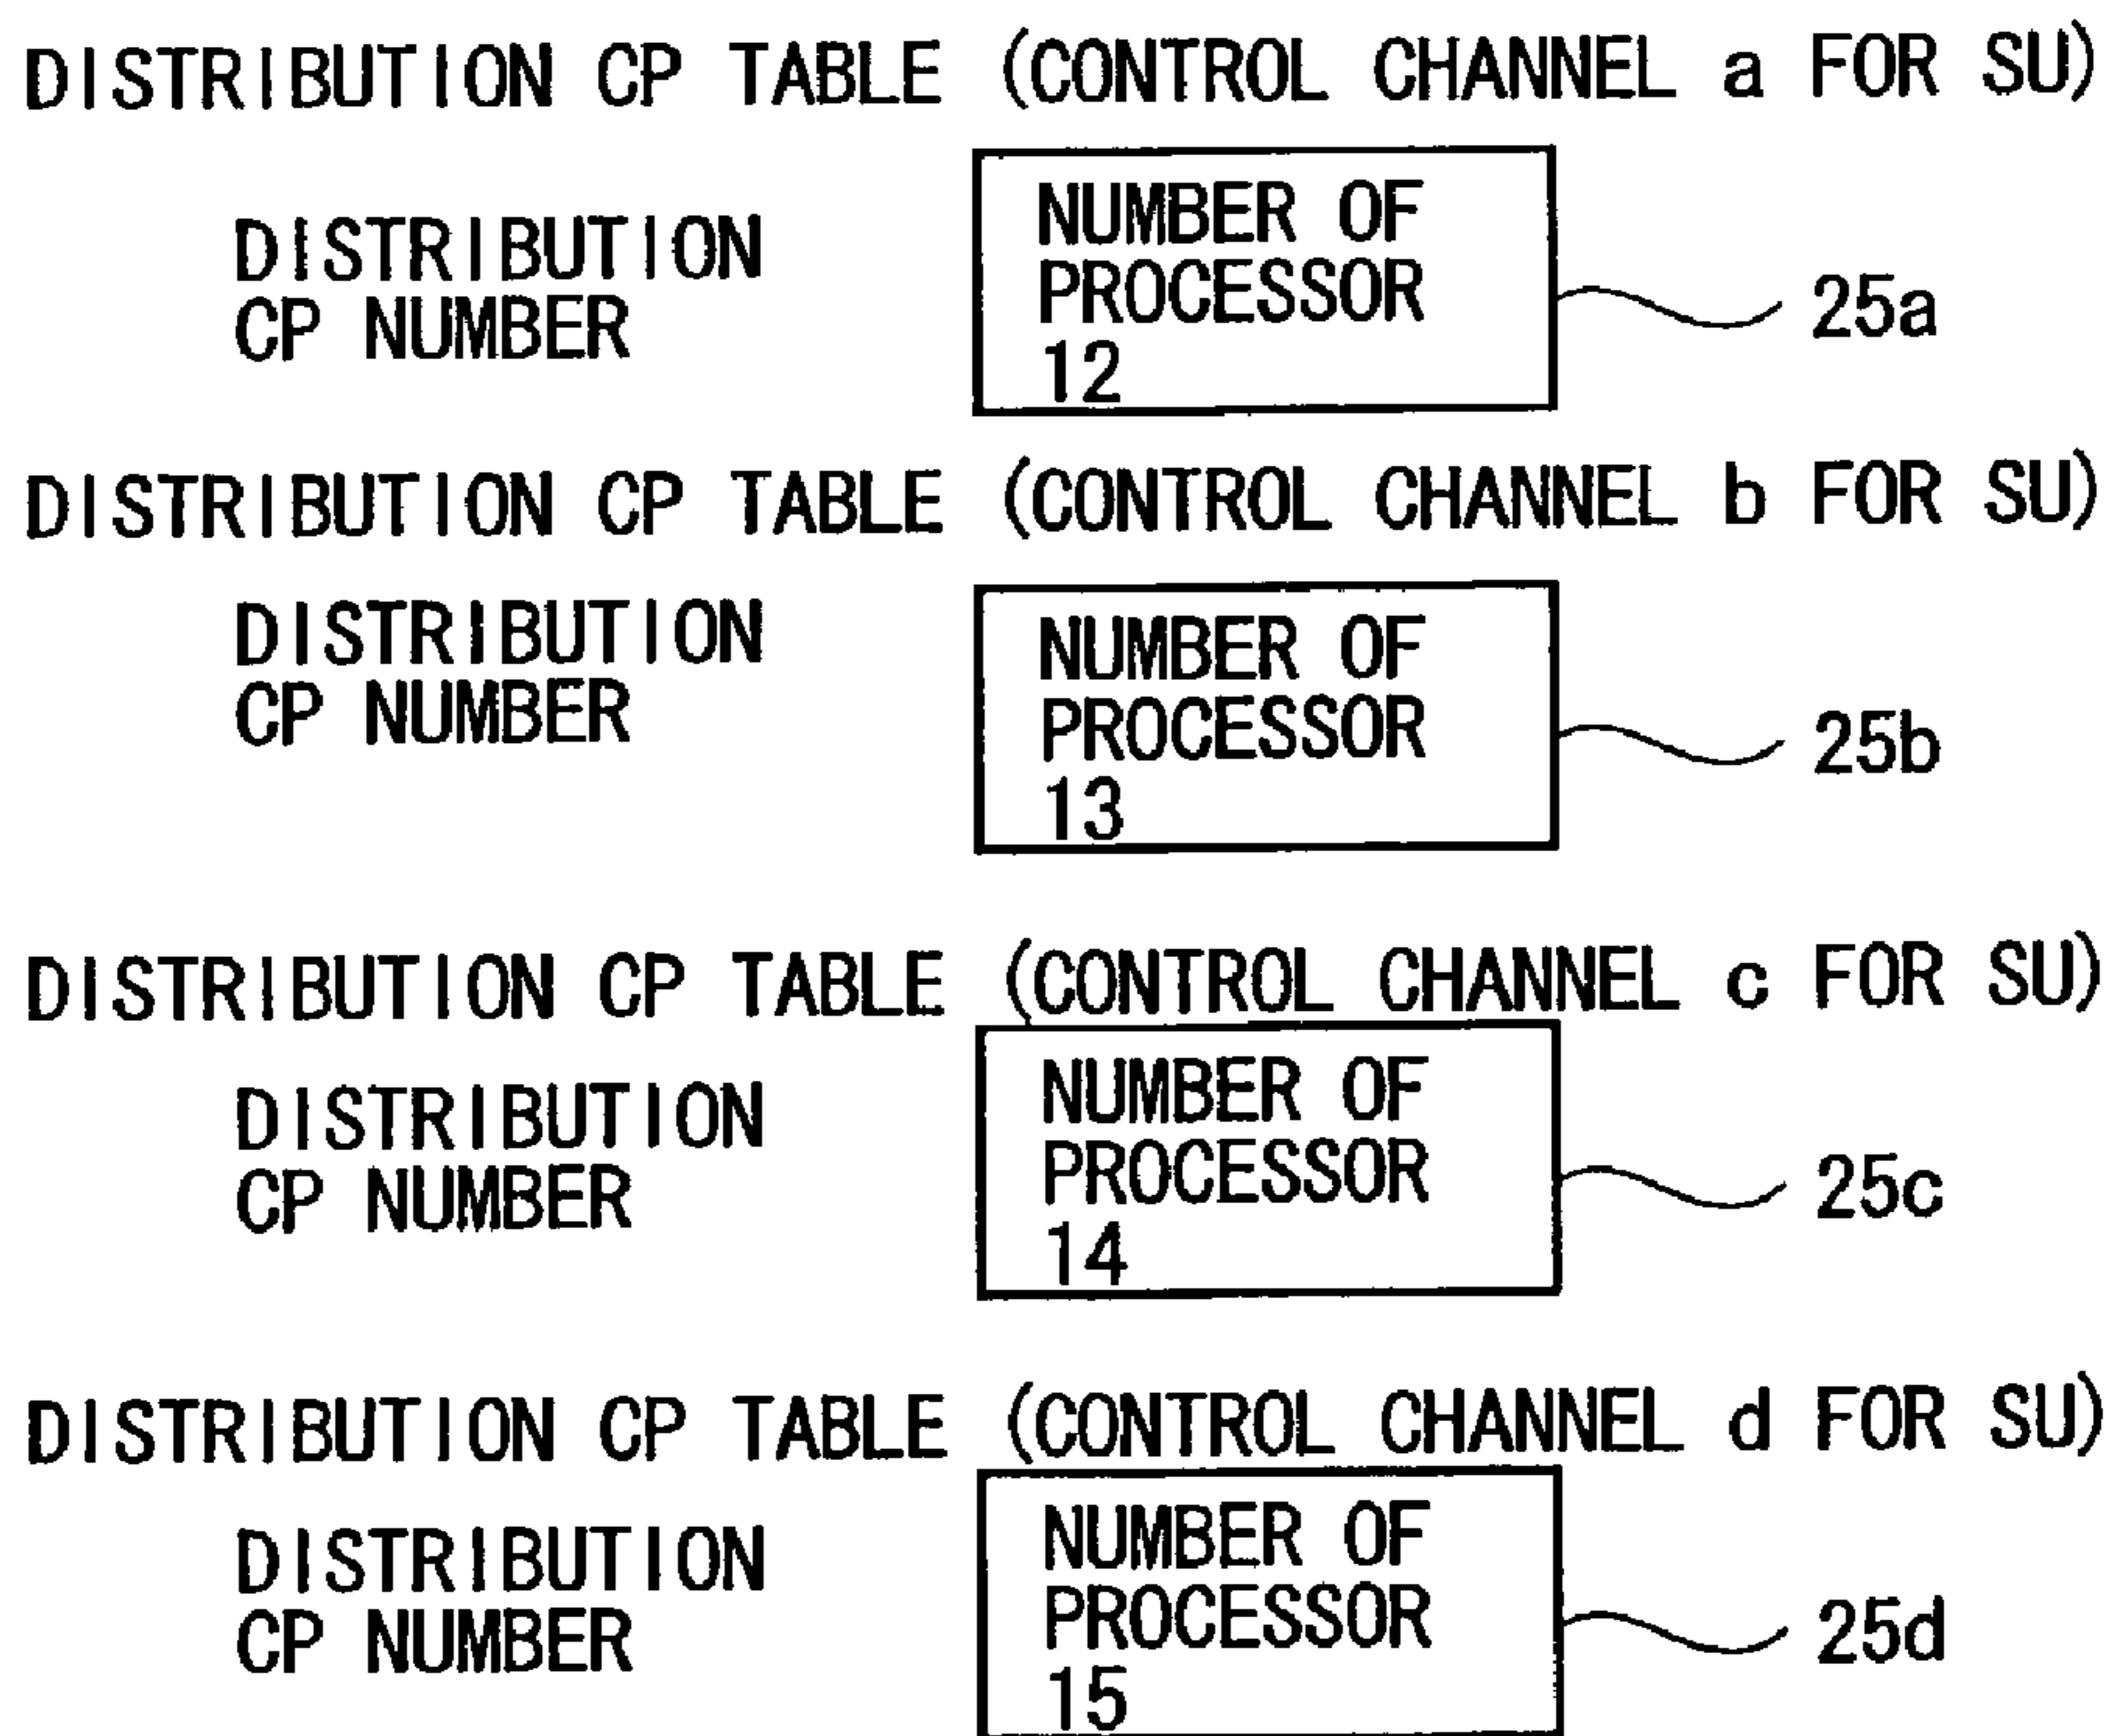 DISTRIBUTION CP TABLE (CONTROL CHANNEL a FOR SU)
DISTRIBUTION
CP NUMBER
NUMBER OF
PROCESSOR
12
25a
DISTRIBUTION CP TABLE (CONTROL CHANNEL b FOR SU)
DISTRIBUTION
CP NUMBER
NUMBER OF
PROCESSOR
13
25b
DISTRIBUTION CP TABLE (CONTROL CHANNEL c FOR SU)
DISTRIBUTION
CP NUMBER
NUMBER OF
PROCESSOR
14
25c
DISTRIBUTION CP TABLE (CONTROL CHANNEL d FOR SU)
DISTRIBUTION
CP NUMBER
NUMBER OF
PROCESSOR
15
25d